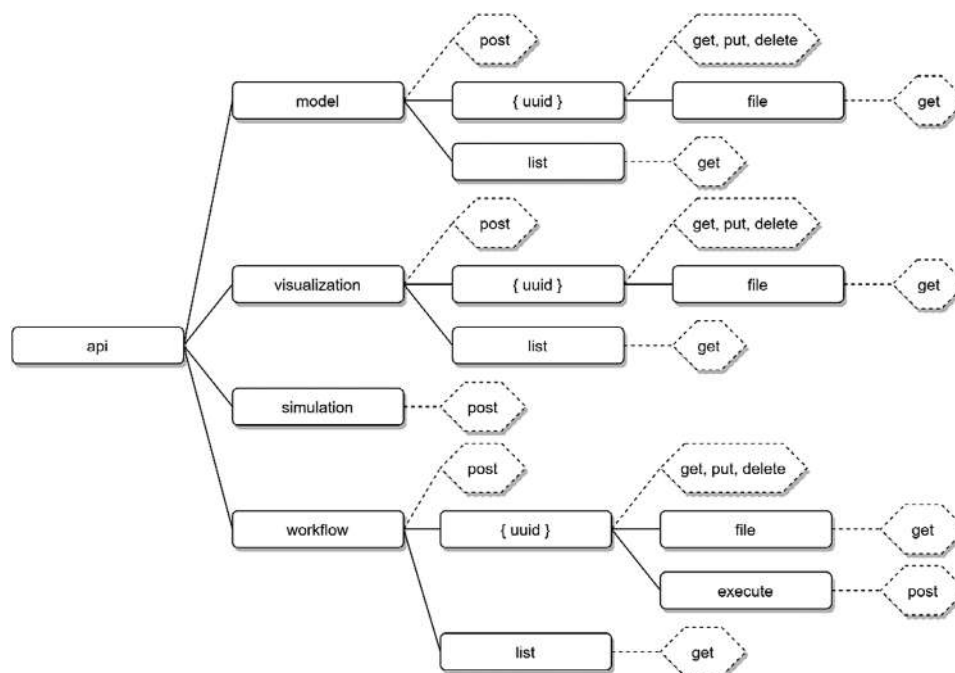 post
get, put, delete
model
{ uuid }
file
get
list
get
post
get, put, delete
visualization
{ uuid }
file
get
list
get
api
simulation
post
post
get, put, delete
workflow
{ uuid }
file
get
execute
post
list
get